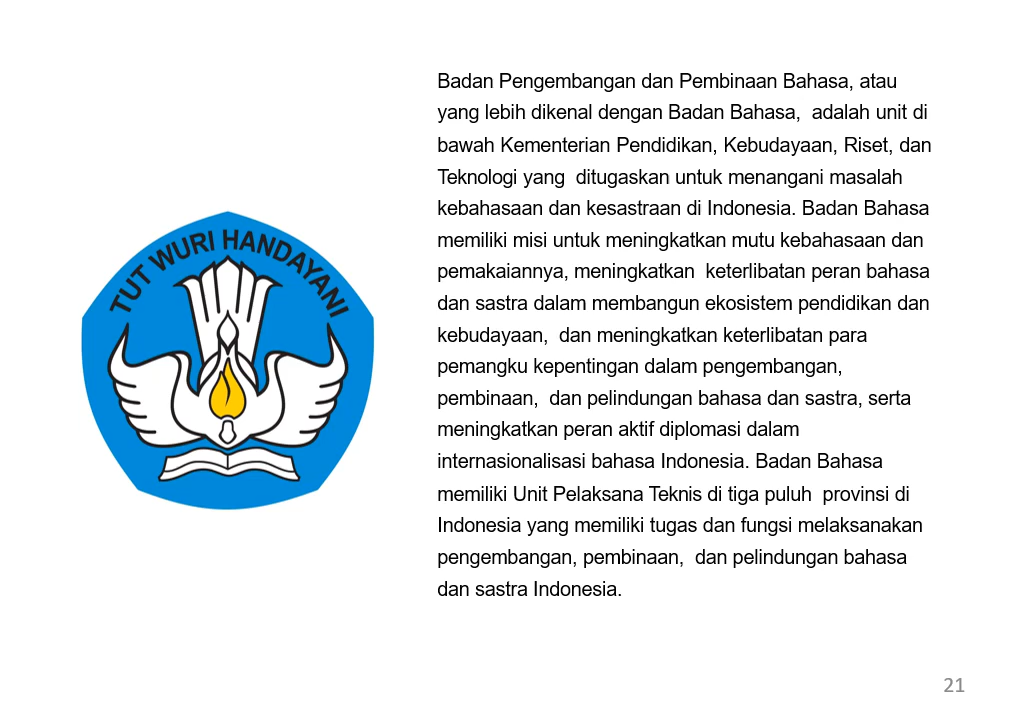 TUT WURI HANDAYANI
Badan Pengembangan dan Pembinaan Bahasa, atau
yang lebih dikenal dengan Badan Bahasa,  adalah unit di
bawah Kementerian Pendidikan, Kebudayaan, Riset, dan
Teknologi yang  ditugaskan untuk menangani masalah
kebahasaan dan kesastraan di Indonesia. Badan Bahasa
memiliki misi untuk meningkatkan mutu kebahasaan dan
pemakaiannya, meningkatkan  keterlibatan peran bahasa
dan sastra dalam membangun ekosistem pendidikan dan
kebudayaan,  dan meningkatkan keterlibatan para
pemangku kepentingan dalam pengembangan,
pembinaan,  dan pelindungan bahasa dan sastra, serta
meningkatkan peran aktif diplomasi dalam
internasionalisasi bahasa Indonesia. Badan Bahasa
memiliki Unit Pelaksana Teknis di tiga puluh  provinsi di
Indonesia yang memiliki tugas dan fungsi melaksanakan
pengembangan, pembinaan,  dan pelindungan bahasa
dan sastra Indonesia.
21